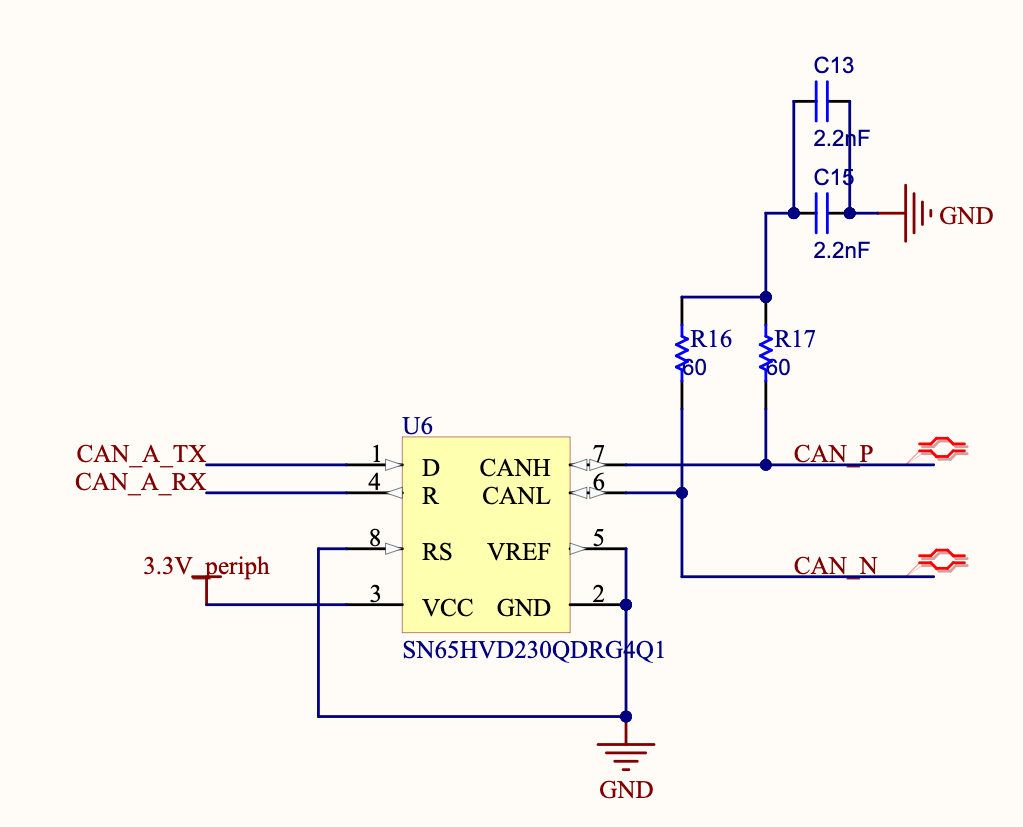 C13
2.2nF
C15
GND
2.2nF
R16
R17
60
60
U6
CAN_A_TX
1
D
CANH
7
CAN_P
CAN_A_RX
4
R
CANL
6
8
RS
VREF
5
3.3V_periph
CAN_N
3
VCC
GND
2
SN65HVD230QDRG4Q1
GND